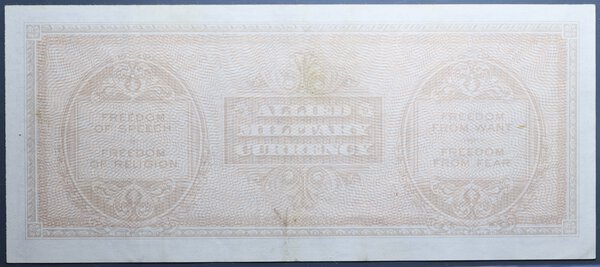 FREEDOM
OF SPEECH
FREEDOM
OF RELIGION
ALLIED
MILITARY
CURRENCY
FREEDOM
FROM WANT
FREEDOM
FROM FEAR